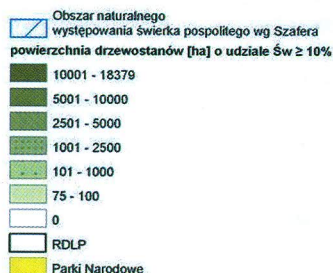 Obszar naturalnego
występowania świerka pospolitego wg Szafera
powierzchnia drzewostanów [ha] o udziale Św ≥ 10%
10001 - 18379
5001 - 10000
2501 - 5000
1001 - 2500
101 - 1000
75 - 100
0
RDLP
Parki Narodowe